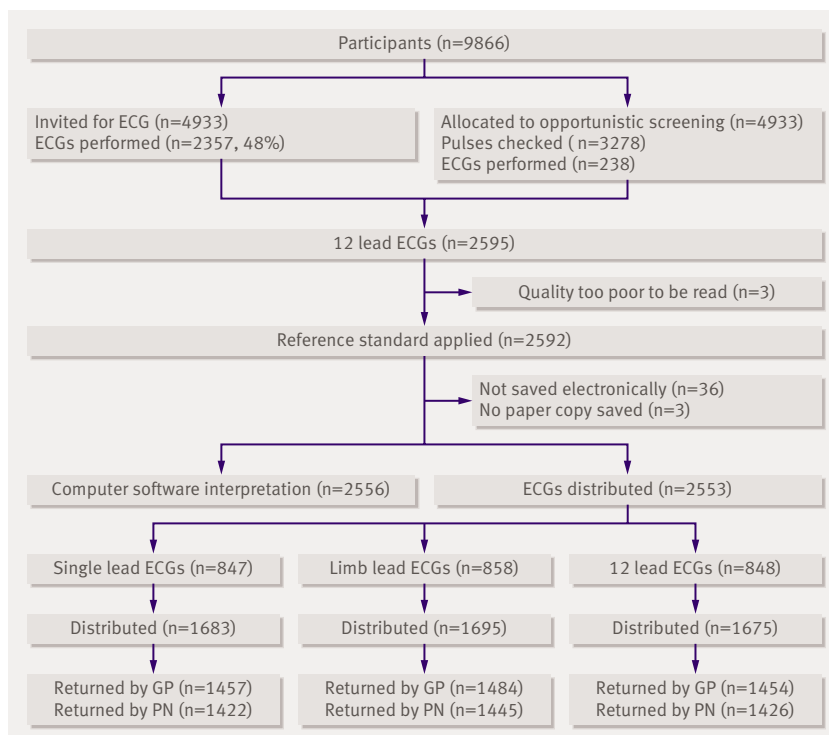 Participants (n=9866)
Invited for ECG (n=4933)
ECGs performed (n=2357, 48%)
Allocated to opportunistic screening (n=4933)
Pulses checked ( n=3278)
ECGs performed (n=238)
12 lead ECGs (n=2595)
Quality too poor to be read (n=3)
Reference standard applied (n=2592)
Not saved electronically (n=36)
No paper copy saved (n=3)
Computer software interpretation (n=2556)
ECGs distributed (n=2553)
Single lead ECGs (n=847)
Limb lead ECGs (n=858)
12 lead ECGs (n=848)
Distributed (n=1683)
Distributed (n=1695)
Distributed (n=1675)
Returned by GP (n=1457)
Returned by PN (n=1422)
Returned by GP (n=1484)
Returned by PN (n=1445)
Returned by GP (n=1454)
Returned by PN (n=1426)